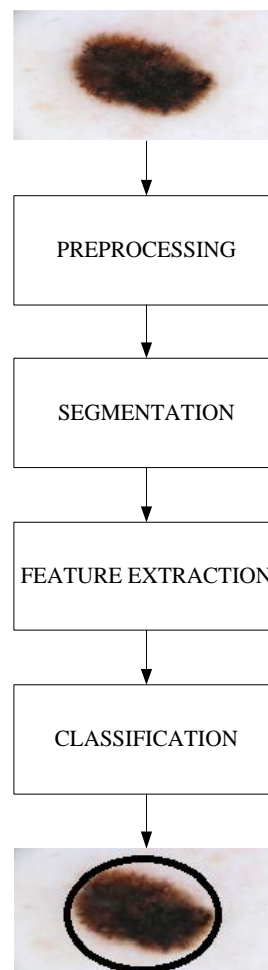 PREPROCESSING
SEGMENTATION
FEATURE EXTRACTION
CLASSIFICATION